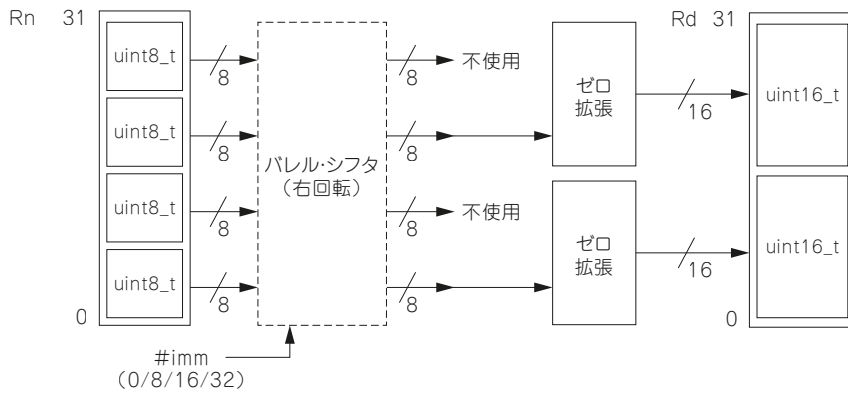 Rn 31
uint8_t
8
uint8_t
8
uint8_t
8
uint8_t
8
0
バレル・シフタ
(右回転)
#imm
(0/8/16/32)
8
不使用
8
8
不使用
8
ゼロ
拡張
16
ゼロ
拡張
16
Rd 31
uint16_t
uint16_t
0